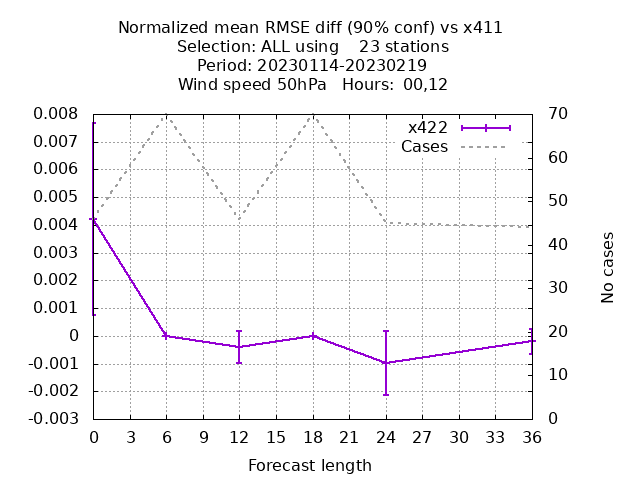 Normalized mean RMSE diff (90% conf) vs x411
Selection: ALL using    23 stations
Period: 20230114-20230219
Wind speed 50hPa   Hours:  00,12
x422
Cases
0.008
0.007
0.006
0.005
0.004
0.003
0.002
0.001
0
-0.001
-0.002
-0.003
70
60
50
40
30
20
10
0
No cases
0 3 6 9 12 15 18 21 24 27 30 33 36
Forecast length